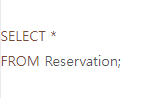 SELECT *
FROM Reservation;